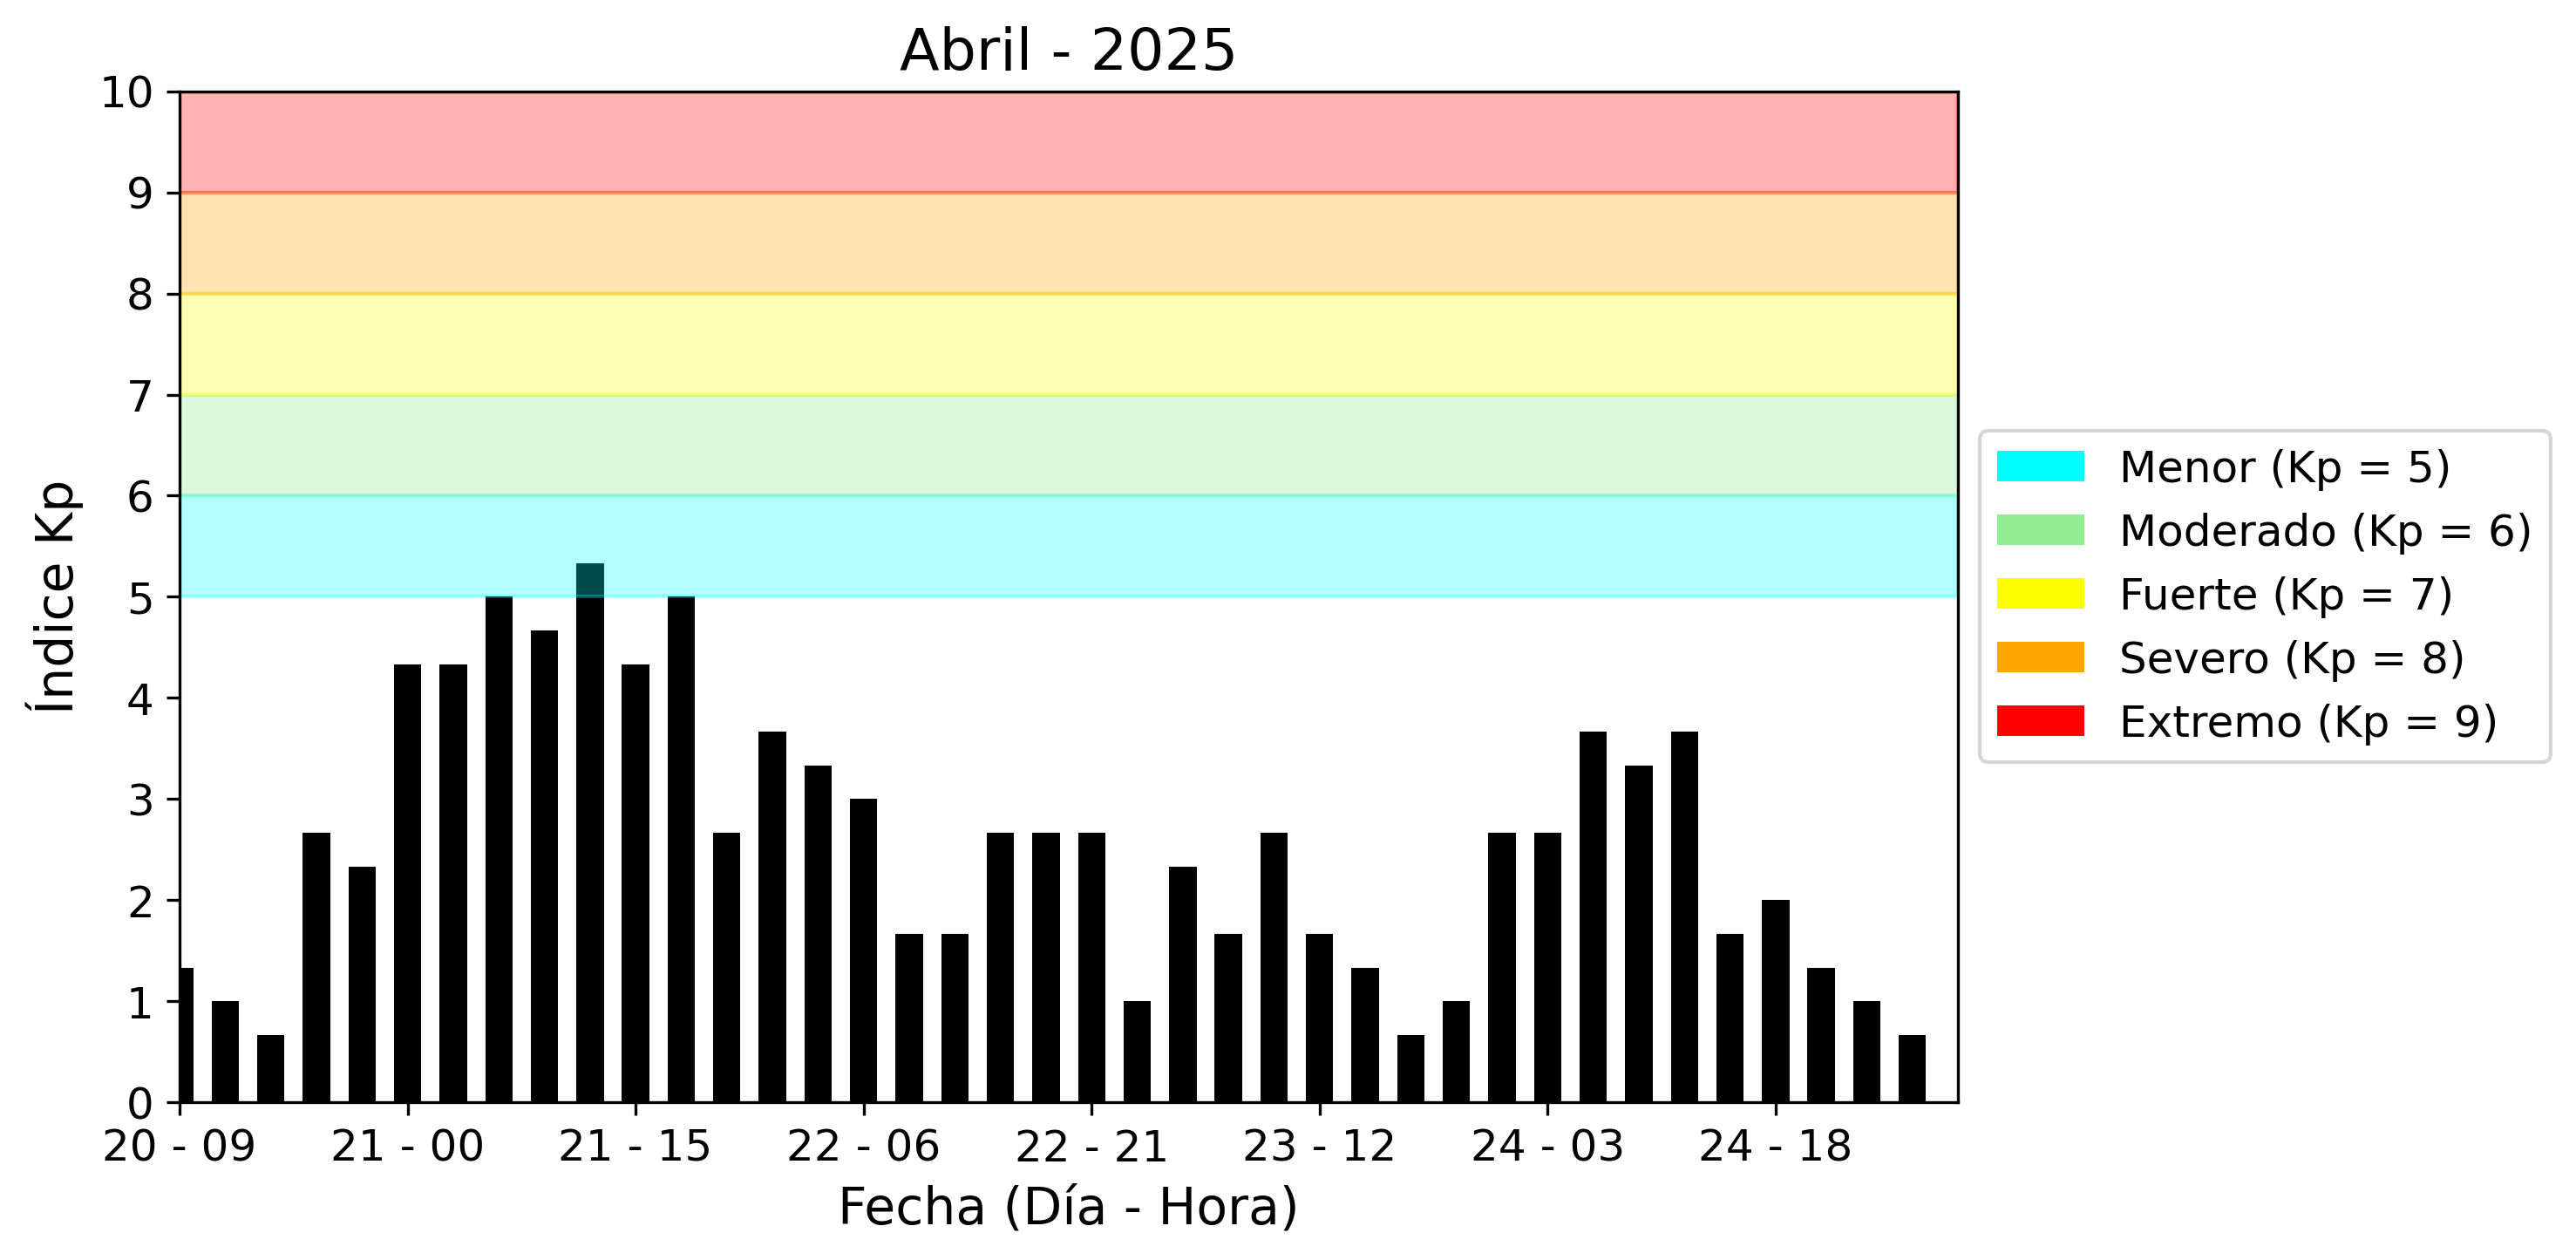 Abril - 2025
10
9
8
7
6
5
4
3
2
1
0
Índice Kp
20 - 09
21 - 00
21 - 15
22 - 06
22 - 21
23 - 12
24 - 03
24 - 18
Fecha (Día - Hora)
Menor (Kp = 5)
Moderado (Kp = 6)
Fuerte (Kp = 7)
Severo (Kp = 8)
Extremo (Kp = 9)